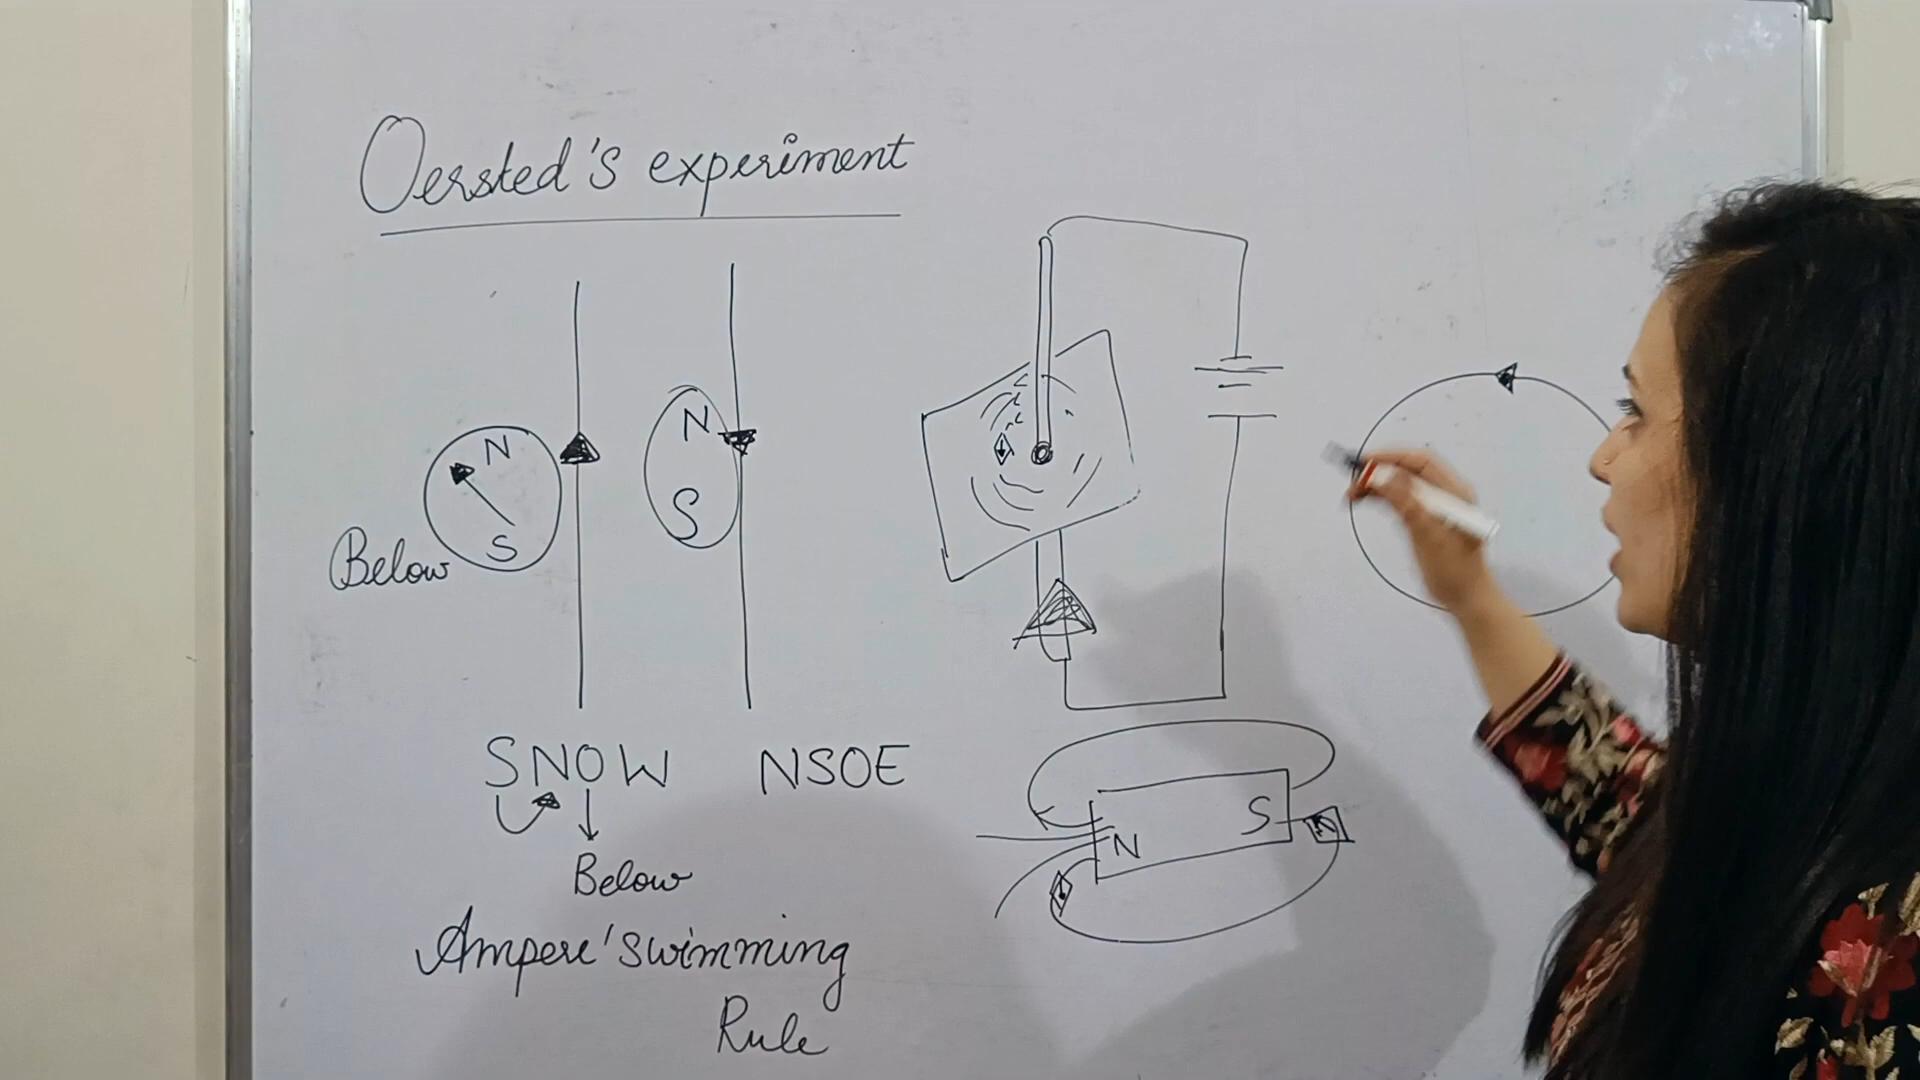 Oersted's experiment
N
S
Below
N
S
SNOW
NSOE
Below
Ampere'swimming
Rule
N
S